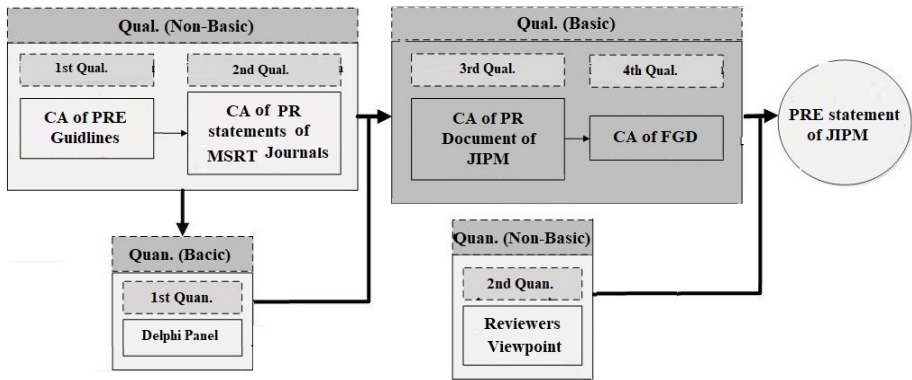 Qual. (Non-Basic)
1st Qual.
2nd Qual.
CA of PRE
Guidlines
CA of PR
statements of
MSRT Journals
Qual. (Basic)
3rd Qual.
4th Qual.
CA of PR
Document of
JIPM
CA of FGD
PRE statement
of JIPM
Quan. (Bacic)
1st Quan.
Delphi Panel
Quan. (Non-Basic)
2nd Quan.
Reviewers
Viewpoint